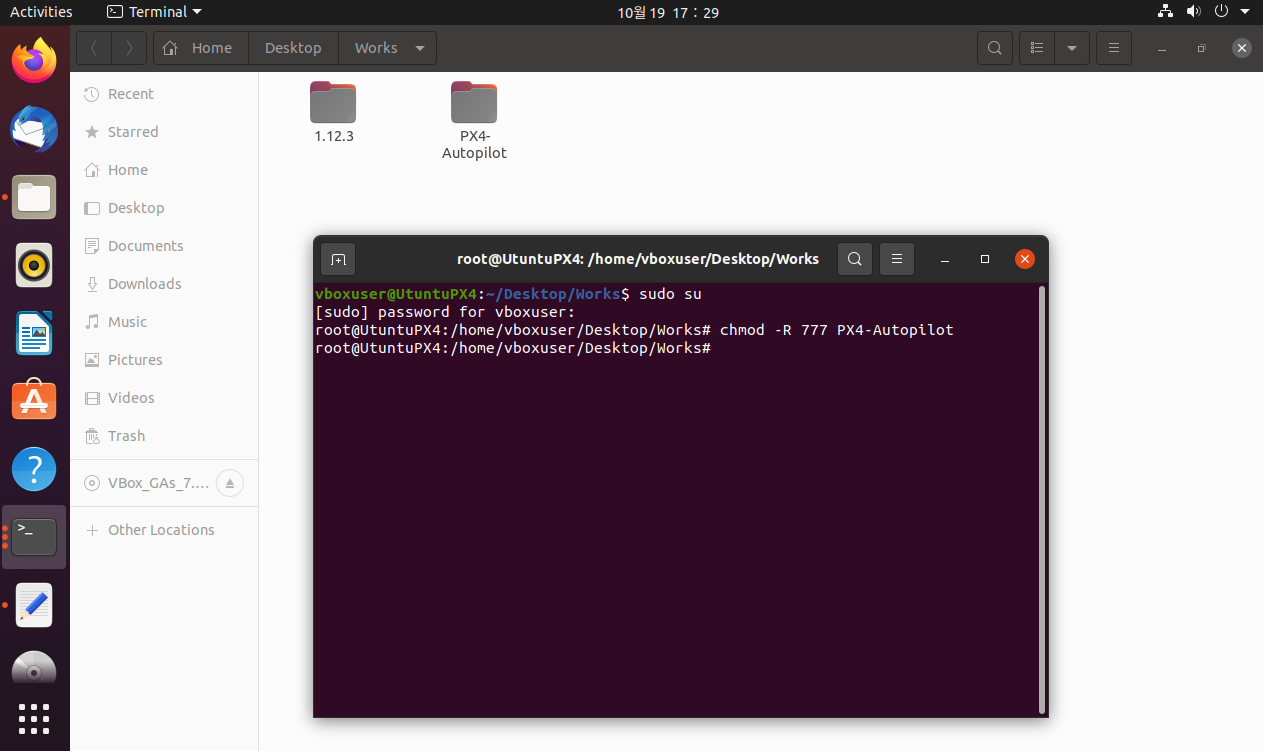 Activities
Terminal
10월 19 17 : 29
Home
Desktop
Works
Recent
Starred
Home
Desktop
Documents
Downloads
Music
Pictures
Videos
Trash
VBox_GAs_7....
Other Locations
1.12.3
PX4-
Autopilot
root@UtuntuPX4: /home/vboxuser/Desktop/Works
vboxuser@UtuntuPX4:~/Desktop/Works$ sudo su
[sudo] password for vboxuser:
root@UtuntuPX4:/home/vboxuser/Desktop/Works# chmod -R 777 PX4-Autopilot
root@UtuntuPX4:/home/vboxuser/Desktop/Works#